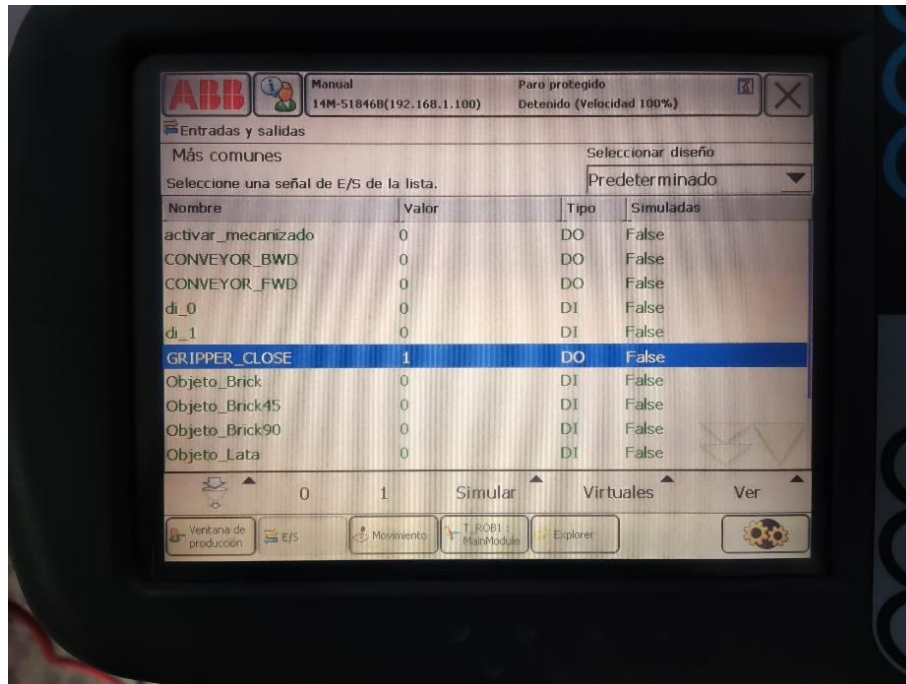 ABB
Manual
14M-51846B(192.168.1.100)
Paro protegido
Detenido (Velocidad 100%)
Entradas y salidas
Más comunes
Seleccione una señal de E/S de la lista.
Seleccionar diseño
Predeterminado
Nombre Valor Tipo Simuladas
activar_mecanizado 0 DO False
CONVEYOR_BWD 0 DO False
CONVEYOR_FWD 0 DO False
di_0 0 DI False
di_1 0 DI False
GRIPPER_CLOSE 1 DO False
Objeto_Brick 0 DI False
Objeto_Brick45 0 DI False
Objeto_Brick90 0 DI False
Objeto_Lata 0 DI False
0 1 Simular Virtuales Ver
Ventana de
producción
E/S
Movimiento
T_ROB1 :
MainModule
Explorer